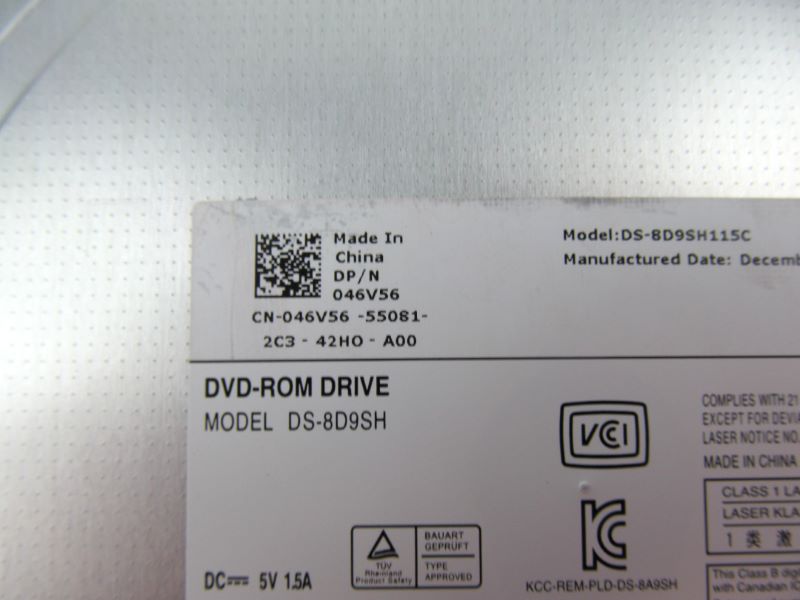 Made In
China
DP/N
046V56
CN-046V56 -55081-
2C3 - 42HO - A00
Model:DS-8D9SH115C
Manufactured Date: Decemb
DVD-ROM DRIVE
MODEL DS-8D9SH
VCCI
COMPLIES WITH 21
EXCEPT FOR DEVIA
LASER NOTICE NO.
MADE IN CHINA
CLASS 1 LA
LASER KLA
1 类 激
KCC-REM-PLD-DS-8A9SH
TÜV
Rheinland
Product Safety
BAUART
GEPRÜFT
TYPE
APPROVED
DC 5V 1.5A
This Class B digi
with Canadian IC